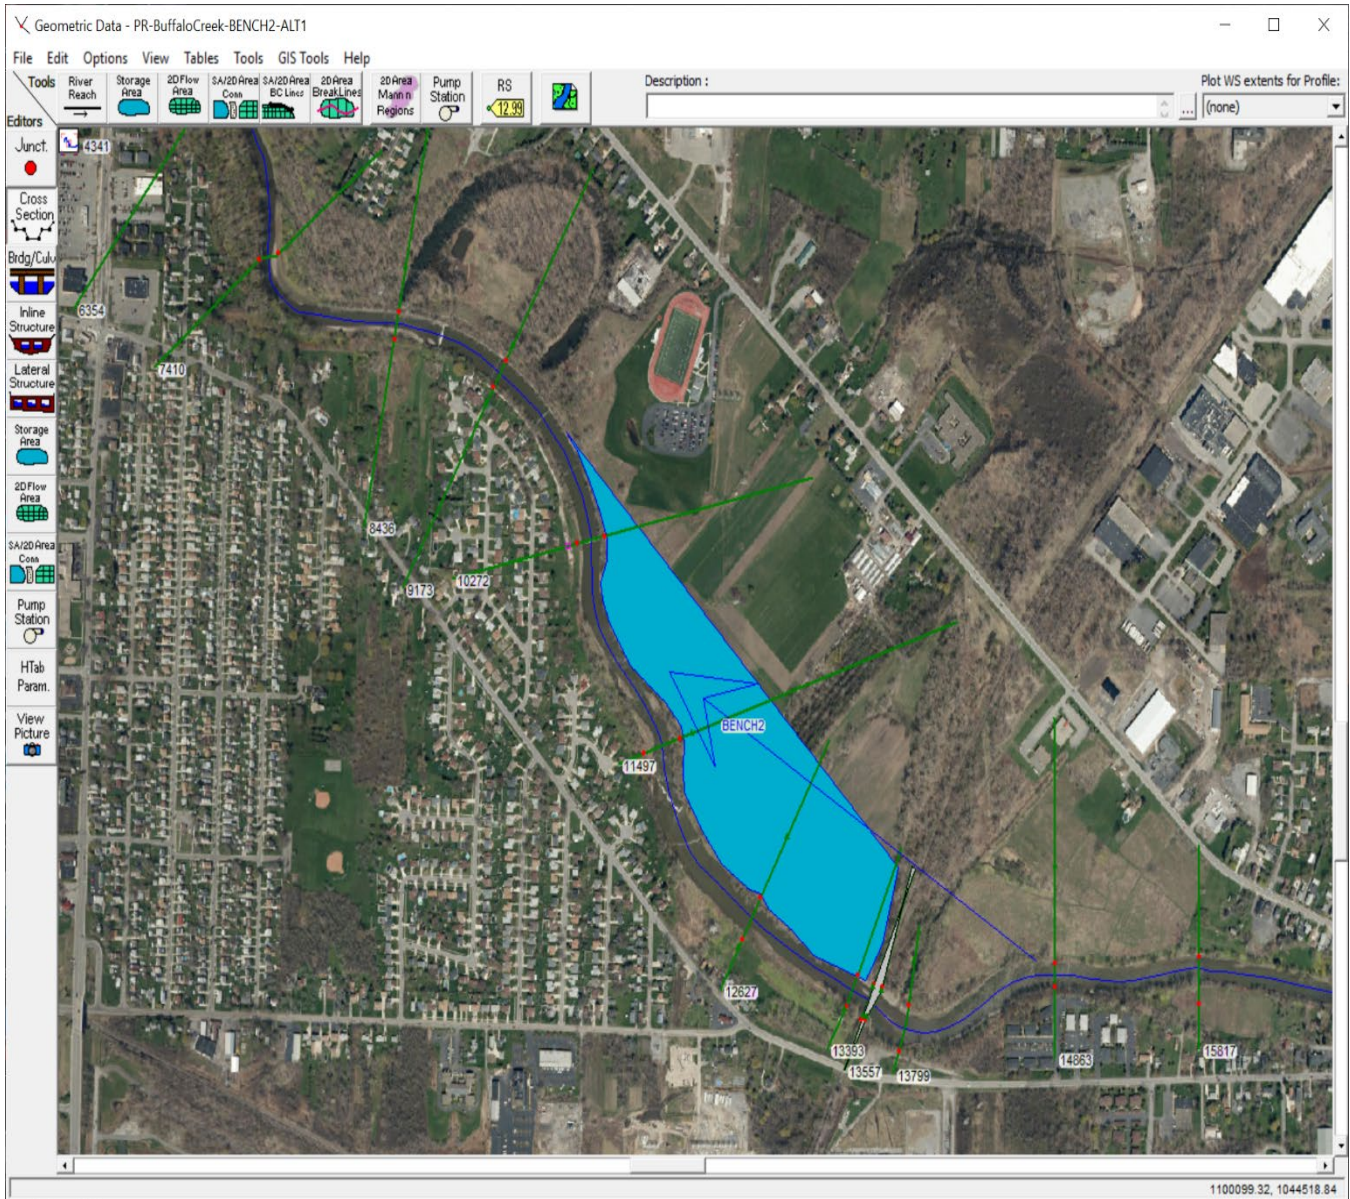 Geometric Data - PR-BuffaloCreek-BENCH2-ALT1
File Edit Options View Tables Tools GIS Tools Help
Tools
Editors
River Reach
Storage Area
2D Flow Area
SA/2D Area Conn
SA/2D Area BC Lines
2D Area BreakLines
2D Area Mann n Regions
Pump Station
RS
12.99
Description :
...
Plot WS extents for Profile:
(none)
Junct.
Cross Section
Brdg/Culv
Inline Structure
Lateral Structure
Storage Area
2D Flow Area
SA/2D Area Conn
Pump Station
HTab Param.
View Picture
4341
6354
7410
8436
9173
10272
BENCH2
11497
12627
13393
13557
13799
14863
15817
1100099.32, 1044518.84